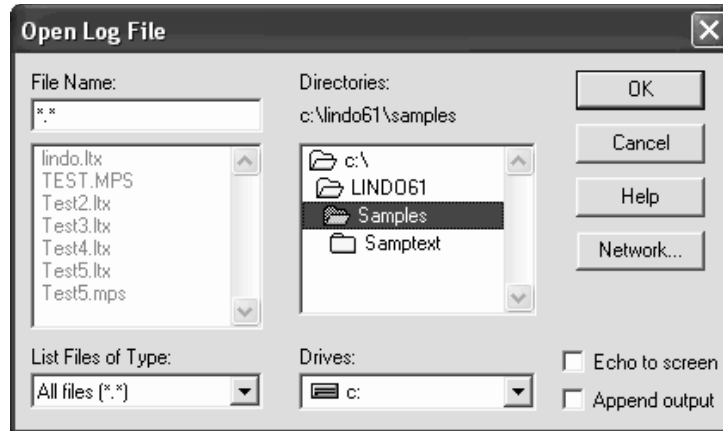 Open Log File
File Name:
*.*
lindo.ltx
TEST.MPS
Test2.ltx
Test3.ltx
Test4.ltx
Test5.ltx
Test5.mps
List Files of Type:
All files (*.*)
Directories:
c:\lindo61\samples
c:\
LINDO61
Samples
Samptext
Drives:
c:
OK
Cancel
Help
Network...
Echo to screen
Append output